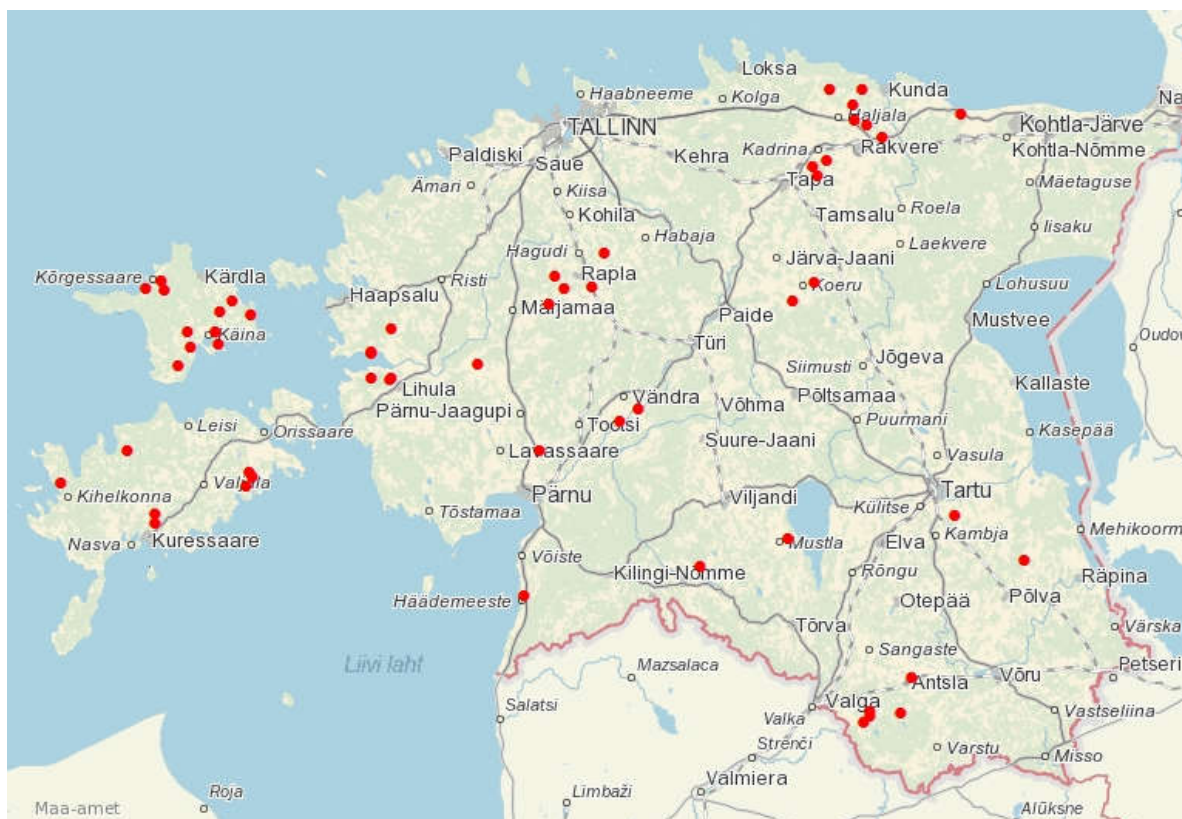 Loksa
Haabneeme
Kolga
Kunda
Na
TALLINN
Haljala
Kohtla-Järve
Paldiski
Saue
Kehra
Kadrina
Rakvere
Kohtla-Nõmme
Ämari
Kiisa
Tapa
Mäetaguse
Kohila
Tamsalu
Roela
Iisaku
Hagudi
Habaja
Laekvere
Järva-Jaani
Kõrgessaare
Kärdla
Risti
Rapla
Koeru
Lohusuu
Haapsalu
Märjamaa
Paide
Mustvee
Käina
Türi
Oudov
Siimusti
Jõgeva
Kallaste
Lihula
Vändra
Võhma
Põltsamaa
Pärnu-Jaagupi
Puurmani
Leisi
Orissaare
Tootsi
Suure-Jaani
Kasepää
Lavassaare
Vasula
Kihelkonna
Valjala
Pärnu
Viljandi
Tartu
Tõstamaa
Külitse
Nasva
Kuressaare
Võiste
Mustla
Elva
Kambja
Mehikoorm
Kilingi-Nõmme
Rõngu
Räpina
Häädemeeste
Otepää
Põlva
Tõrva
Värska
Liivi laht
Mazsalaca
Sangaste
Petseri
Antsla
Võru
Salatsi
Valka
Valga
Vastseliina
Strenči
Varstu
Misso
Roja
Limbaži
Valmiera
Alūksne
Maa-amet